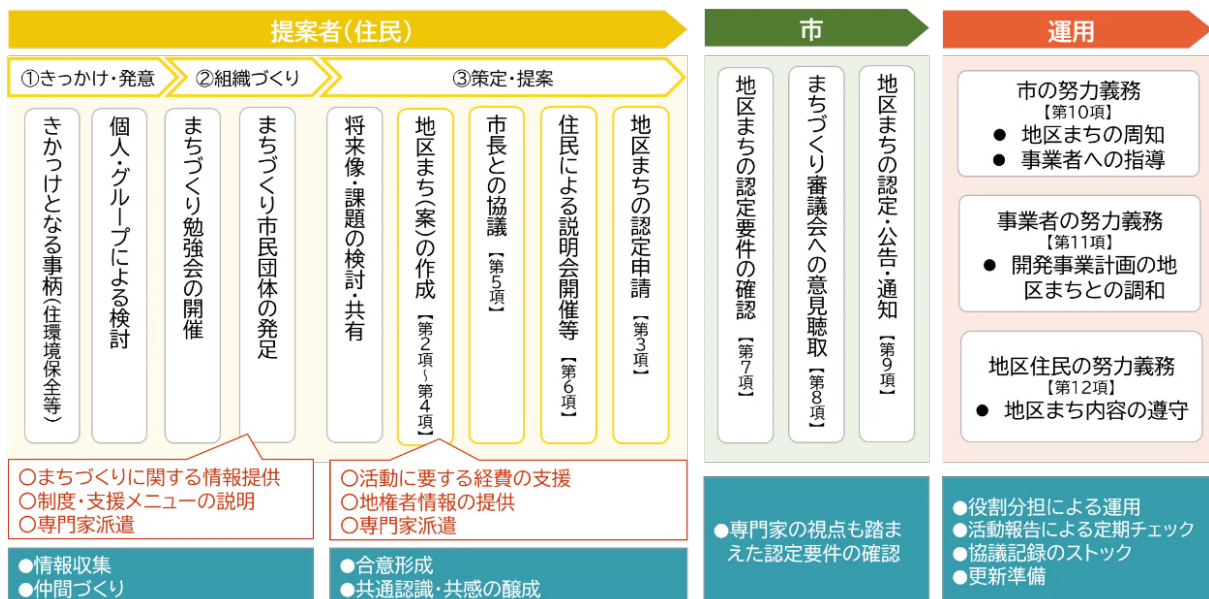 提案者(住民)
①きっかけ・発意
②組織づくり
③策定・提案
きかっけとなる事柄(住環境保全等)
個人・グループによる検討
まちづくり勉強会の開催
まちづくり市民団体の発足
将来像・課題の検討・共有
地区まち(案)の作成【第2項~第4項】
市長との協議【第5項】
住民による説明会開催等【第6項】
地区まちの認定申請【第3項】
○まちづくりに関する情報提供
○制度・支援メニューの説明
○専門家派遣
○活動に要する経費の支援
○地権者情報の提供
○専門家派遣
●情報収集
●仲間づくり
●合意形成
●共通認識・共感の醸成
市
地区まちの認定要件の確認【第7項】
まちづくり審議会への意見聴取【第8項】
地区まちの認定・公告・通知【第9項】
●専門家の視点も踏ま
えた認定要件の確認
運用
市の努力義務
【第10項】
● 地区まちの周知
● 事業者への指導
事業者の努力義務
【第11項】
● 開発事業計画の地
区まちとの調和
地区住民の努力義務
【第12項】
● 地区まち内容の遵守
●役割分担による運用
●活動報告による定期チェック
●協議記録のストック
●更新準備